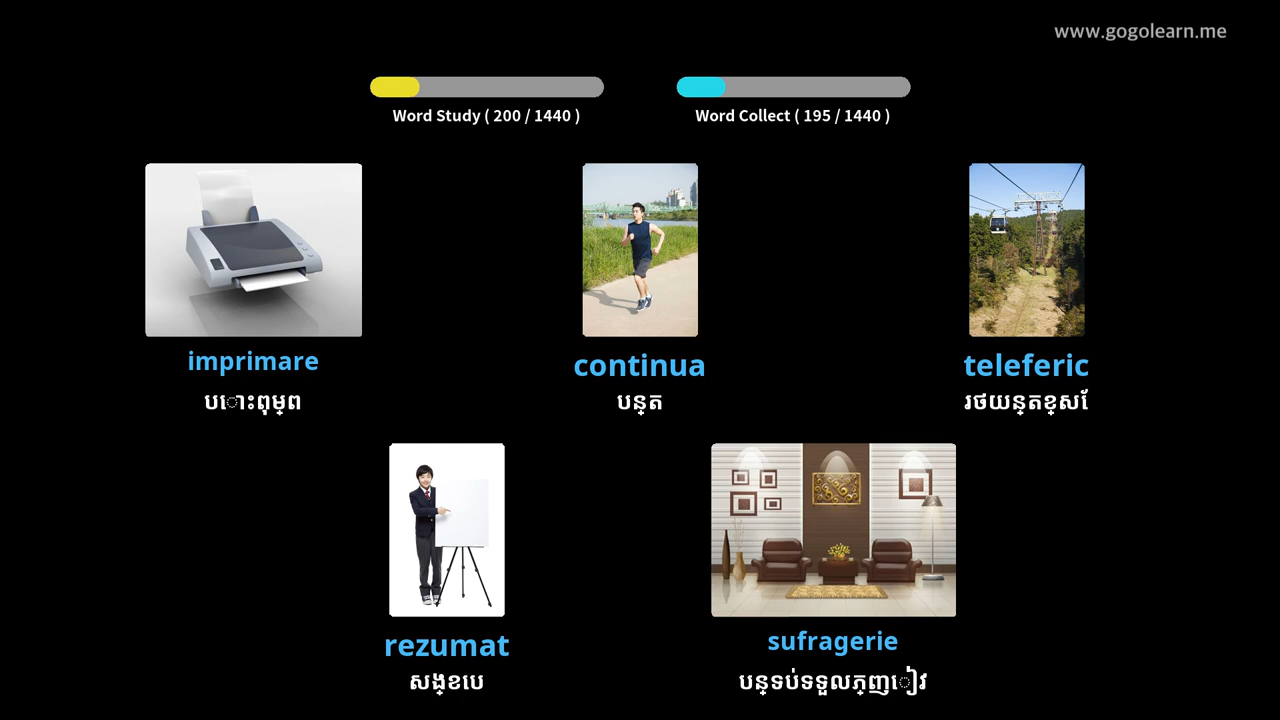 www.gogolearn.me
Word Study ( 200 / 1440 )
Word Collect ( 195 / 1440 )
imprimare
បោះពុម្ព
continua
បន្ត
teleferic
រថយន្តខ្សែ
rezumat
សង្ខេប
sufragerie
បន្ទប់ទទួលភ្ញៀវ